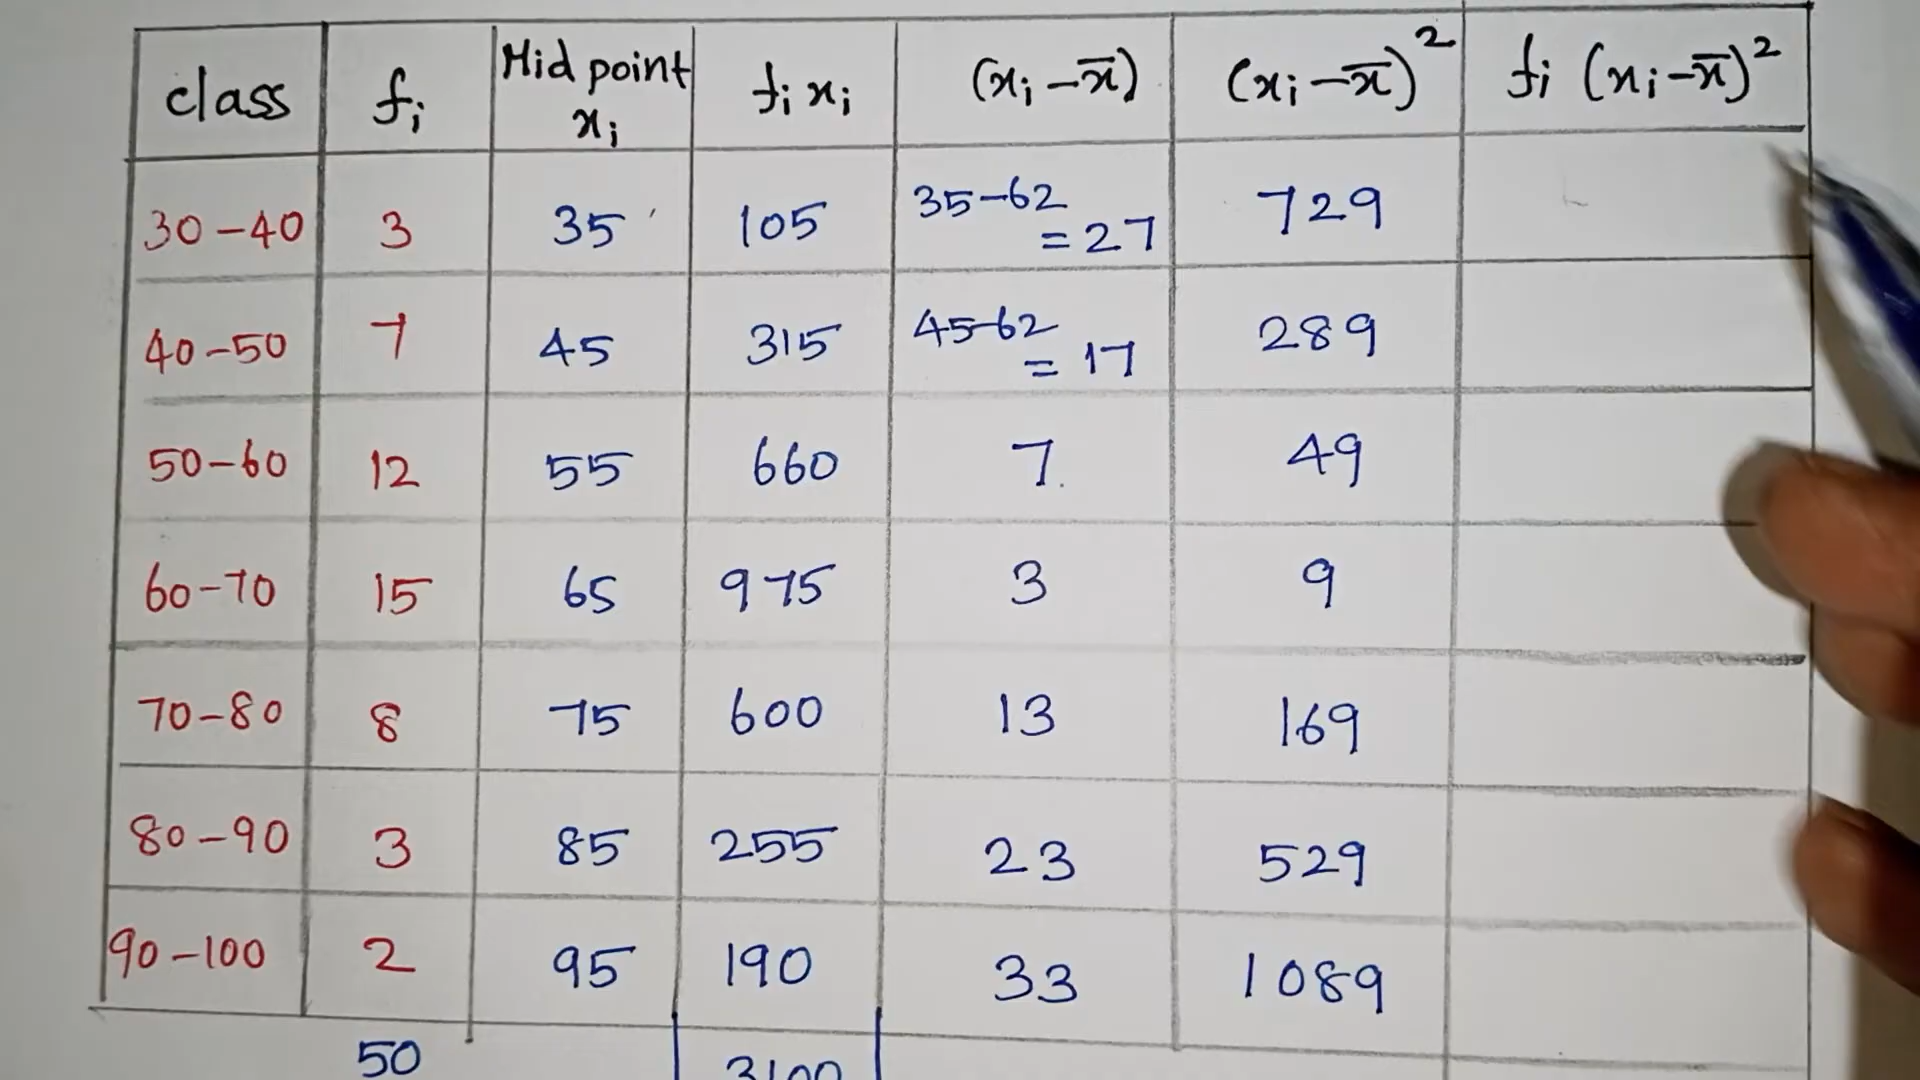 class fᵢ Mid point xᵢ fᵢ xᵢ (xᵢ – x̄) (xᵢ – x̄)² fᵢ (xᵢ – x̄)²
30 – 40 3 35 105 35 – 62 = 27 729
40 – 50 7 45 315 45 – 62 = 17 289
50 – 60 12 55 660 7 49
60 – 70 15 65 975 3 9
70 – 80 8 75 600 13 169
80 – 90 3 85 255 23 529
90 – 100 2 95 190 33 1089
50 3100